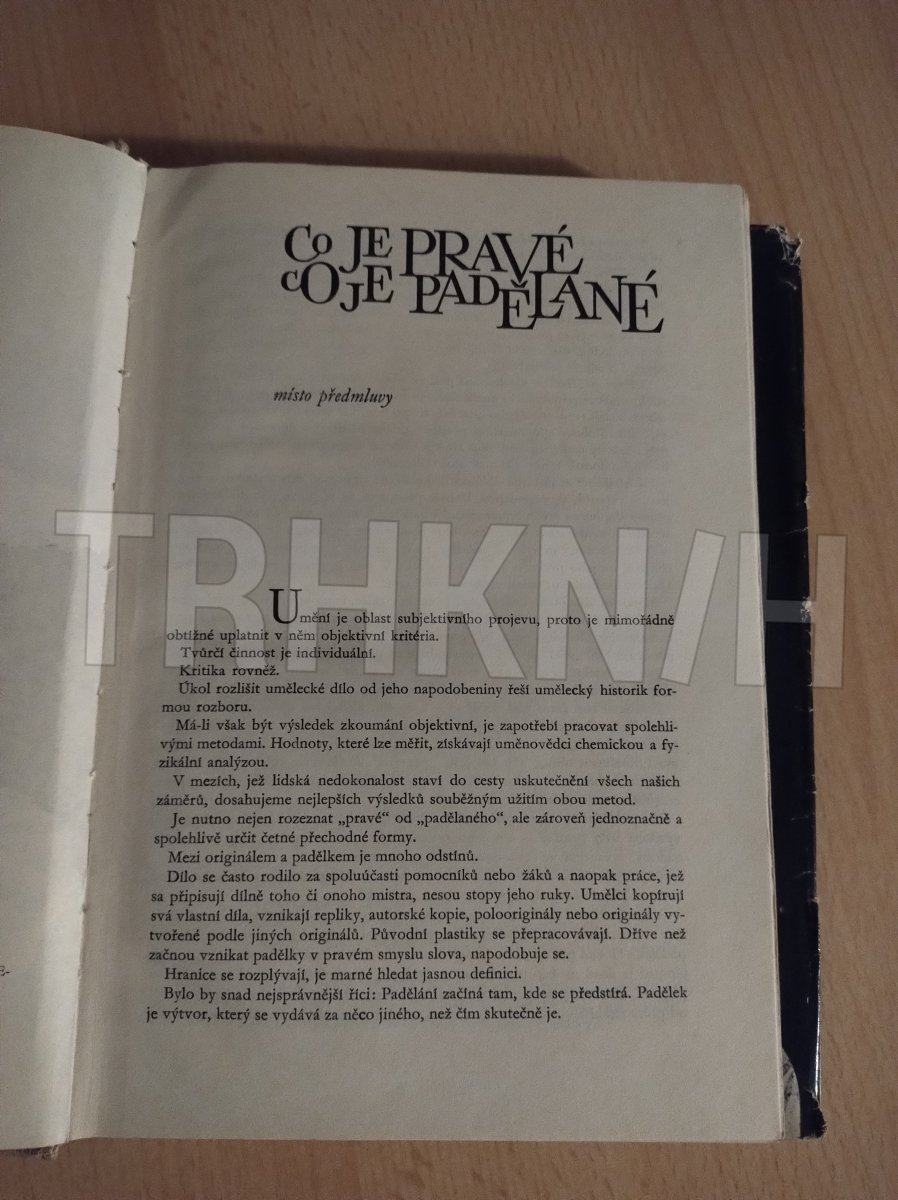 Co JE PRAVÉ
CO JE PADĚLANÉ
místo předmluvy
Umění je oblast subjektivního projevu, proto je mimořádně
obtížné uplatnit v něm objektivní kritéria.
Tvůrčí činnost je individuální.
Kritika rovněž.
Úkol rozlišit umělecké dílo od jeho napodobeniny řeší umělecký historik for-
mou rozboru.
Má-li však být výsledek zkoumání objektivní, je zapotřebí pracovat spolehli-
vými metodami. Hodnoty, které lze měřit, získávají uměnovědci chemickou a fy-
zikální analýzou.
V mezích, jež lidská nedokonalost staví do cesty uskutečnění všech našich
záměrů, dosahujeme nejlepších výsledků souběžným užitím obou metod.
Je nutno nejen rozeznat „pravé“ od „padělaného“, ale zároveň jednoznačně a
spolehlivě určit četné přechodné formy.
Mezi originálem a padělkem je mnoho odstínů.
Dílo se často rodilo za spoluúčasti pomocníků nebo žáků a naopak práce, jež
sa připisují dílně toho či onoho mistra, nesou stopy jeho ruky. Umělci kopírují
svá vlastní díla, vznikají repliky, autorské kopie, polooriginály nebo originály vy-
tvořené podle jiných originálů. Původní plastiky se přepracovávají. Dříve než
začnou vznikat padělky v pravém smyslu slova, napodobuje se.
Hranice se rozplývají, je marné hledat jasnou definici.
Bylo by snad nejsprávnější říci: Padělání začíná tam, kde se předstírá. Padělek
je výtvor, který se vydává za něco jiného, než čím skutečně je.
E-
TRHKN/H